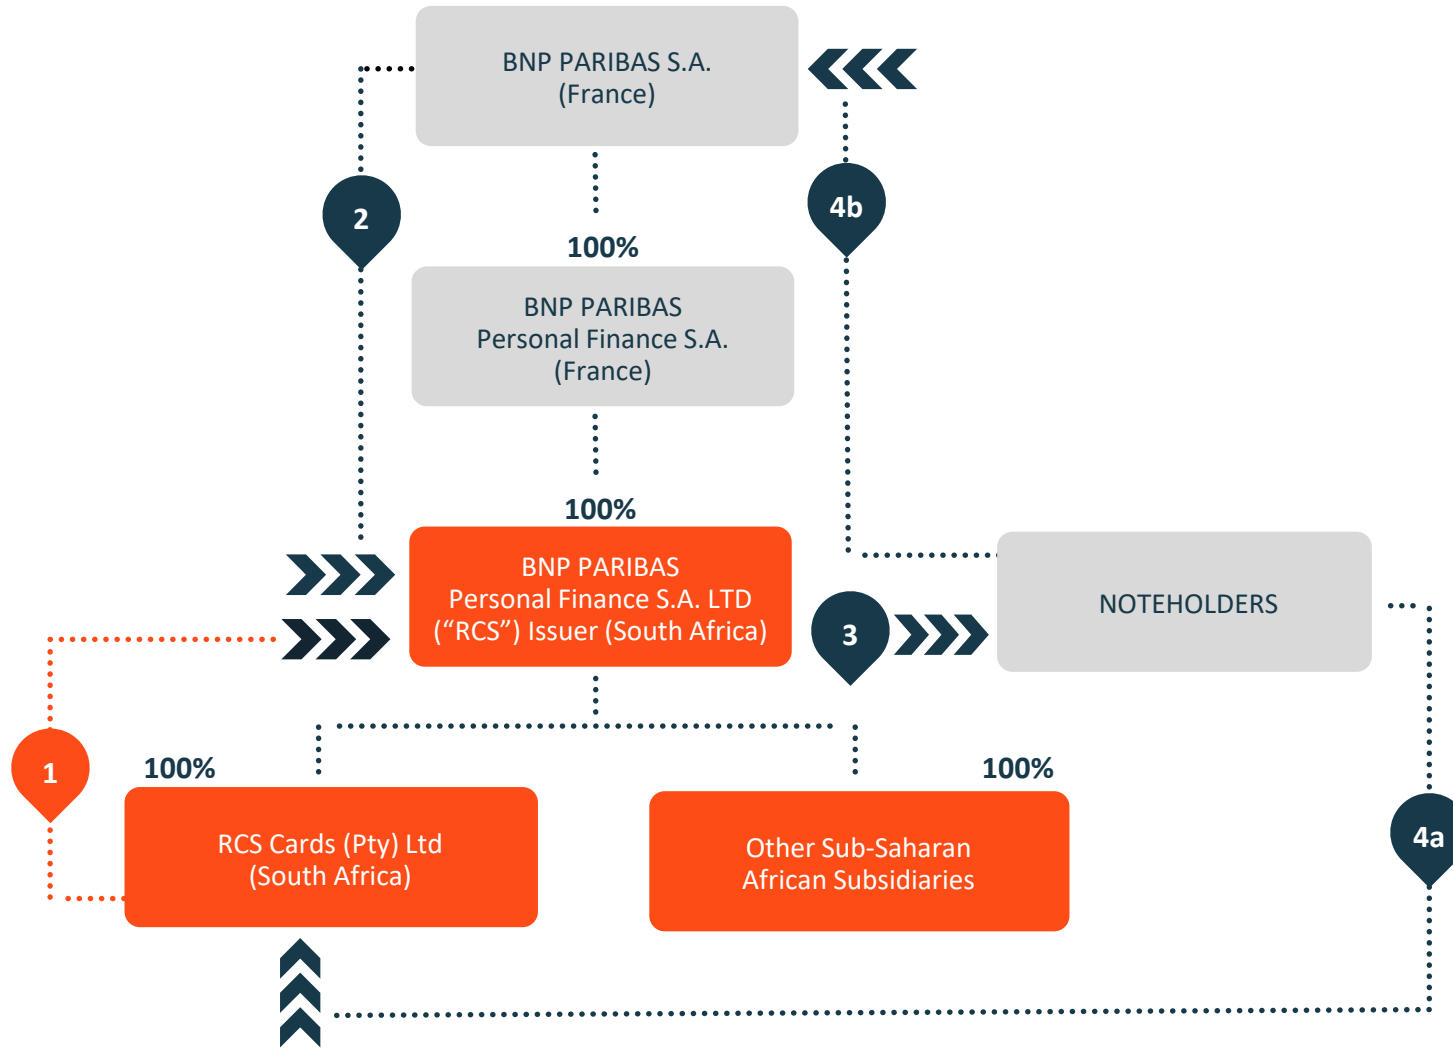 BNP PARIBAS S.A.
(France)
2
4b
100%
BNP PARIBAS
Personal Finance S.A.
(France)
100%
BNP PARIBAS
Personal Finance S.A. LTD
(“RCS”) Issuer (South Africa)
3
NOTEHOLDERS
1
100%
100%
RCS Cards (Pty) Ltd
(South Africa)
Other Sub-Saharan
African Subsidiaries
4a